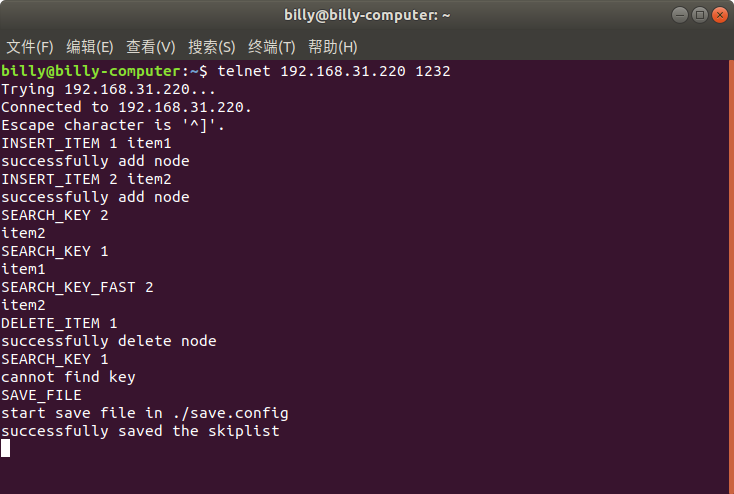 billy@billy-computer: ~
文件(F) 编辑(E) 查看(V) 搜索(S) 终端(T) 帮助(H)
billy@billy-computer:~$ telnet 192.168.31.220 1232
Trying 192.168.31.220...
Connected to 192.168.31.220.
Escape character is '^]'.
INSERT_ITEM 1 item1
successfully add node
INSERT_ITEM 2 item2
successfully add node
SEARCH_KEY 2
item2
SEARCH_KEY 1
item1
SEARCH_KEY_FAST 2
item2
DELETE_ITEM 1
successfully delete node
SEARCH_KEY 1
cannot find key
SAVE_FILE
start save file in ./save.config
successfully saved the skiplist